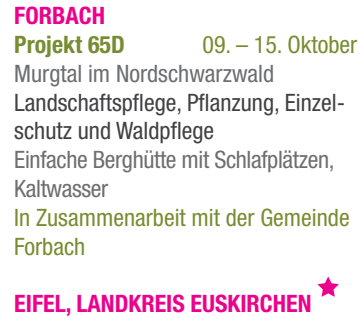 FORBACH
Projekt 65D 09. – 15. Oktober
Murgtal im Nordschwarzwald
Landschaftspflege, Pflanzung, Einzel-
schutz und Waldpflege
Einfache Berghütte mit Schlafplätzen,
Kaltwasser
In Zusammenarbeit mit der Gemeinde
Forbach
EIFEL, LANDKREIS EUSKIRCHEN